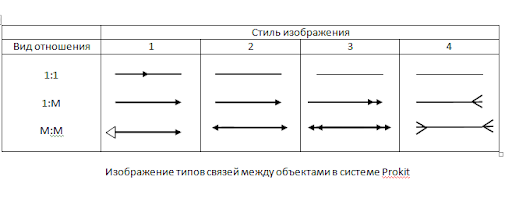 Стиль изображения
Вид отношения 1 2 3 4
1:1
1:М
М:М
Изображение типов связей между объектами в системе Prokit